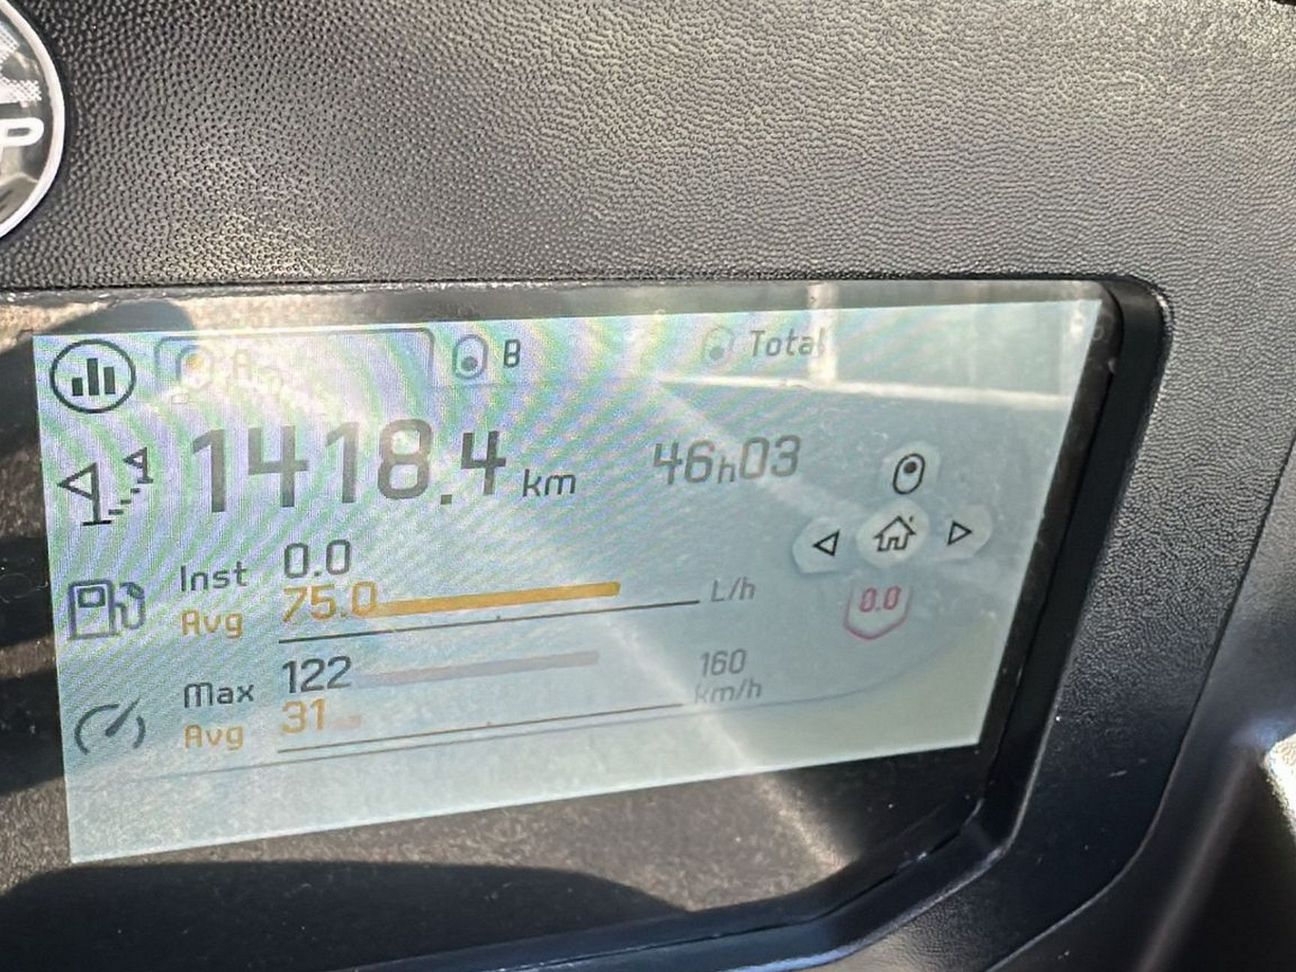 P
A
B
Total
1418.4 km
46h03
Inst 0.0
Avg 75.0
L/h
0.0
Max 122
160 km/h
Avg 31